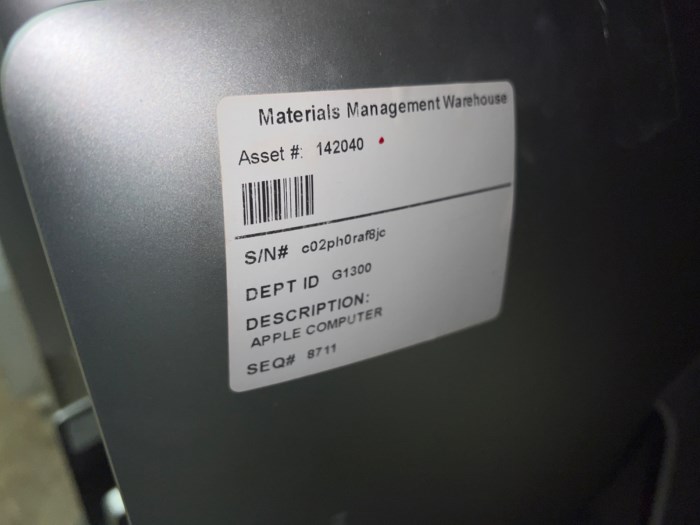 Materials Management Warehouse
Asset #: 142040
S/N# c02ph0raf8jc
DEPT ID G1300
DESCRIPTION:
APPLE COMPUTER
SEQ# 8711